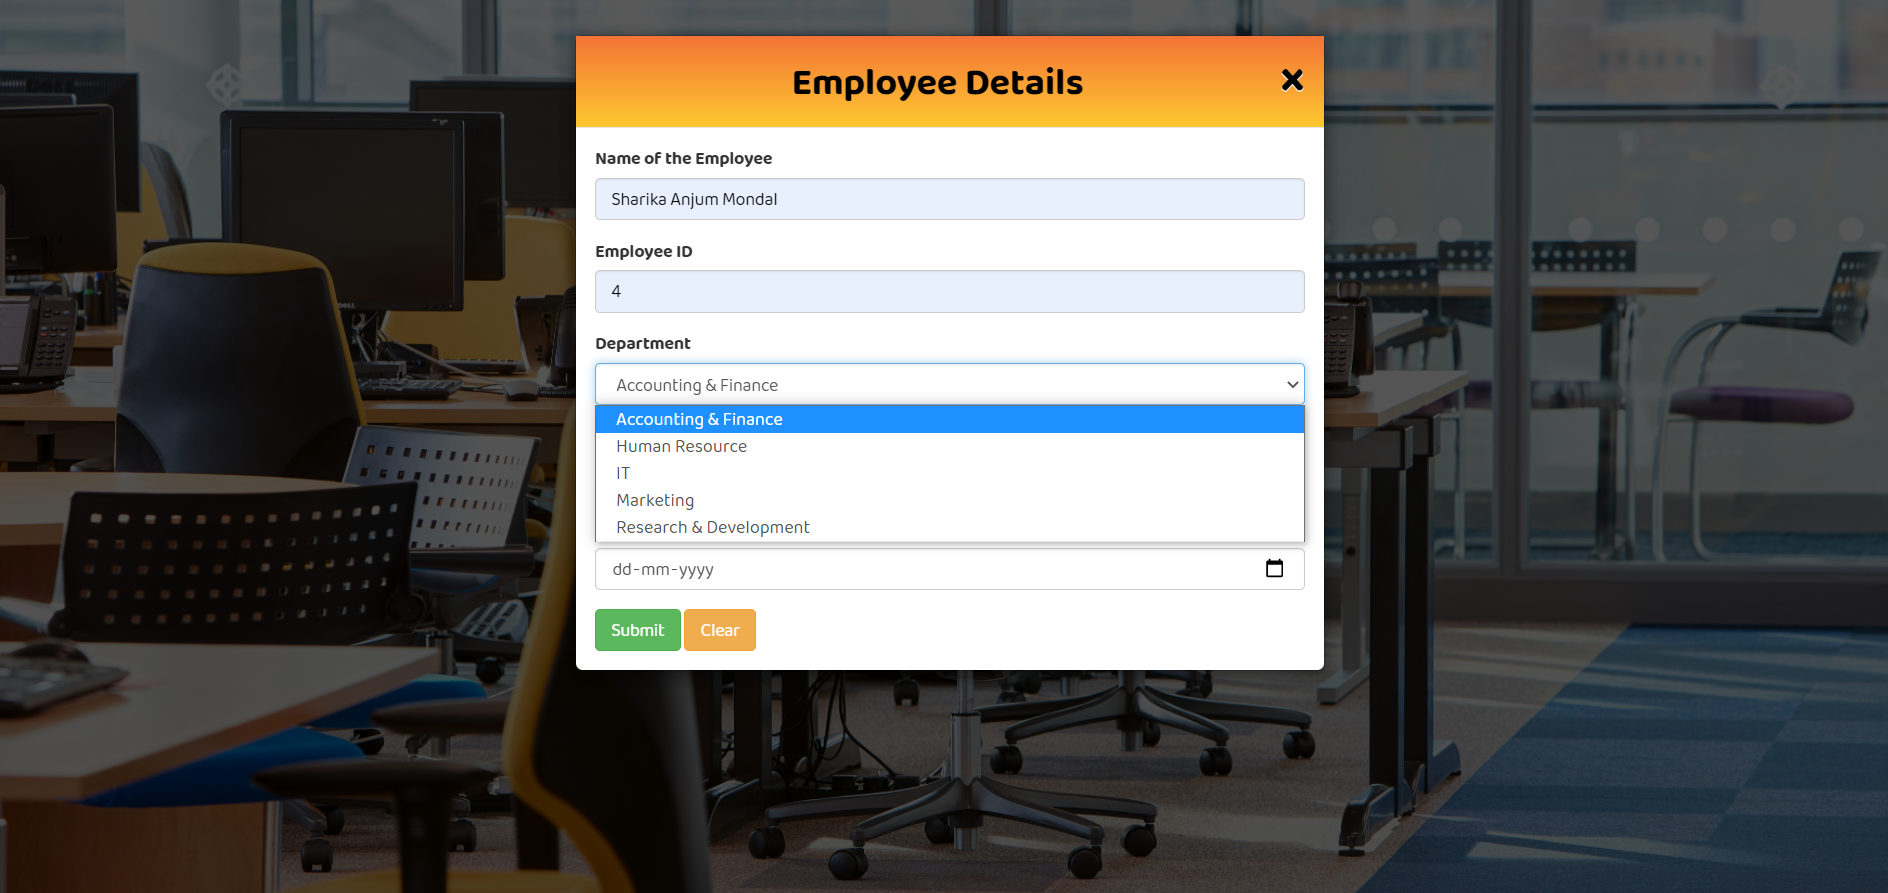 Employee Details
Name of the Employee
Sharika Anjum Mondal
Employee ID
4
Department
Accounting & Finance
Accounting & Finance
Human Resource
IT
Marketing
Research & Development
dd-mm-yyyy
Submit Clear
DELL